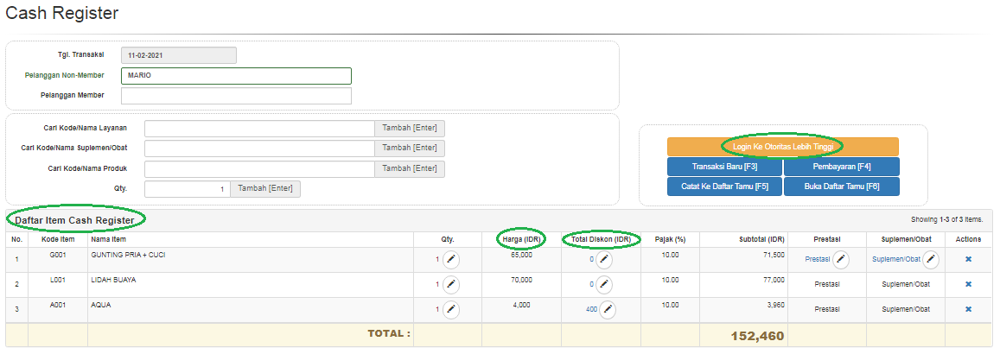 Cash Register
Tgl. Transaksi 11-02-2021
Pelanggan Non-Member MARIO
Pelanggan Member
Cari Kode/Nama Layanan Tambah [Enter]
Cari Kode/Nama Suplemen/Obat Tambah [Enter]
Cari Kode/Nama Produk Tambah [Enter]
Qty. 1 Tambah [Enter]
Login Ke Otoritas Lebih Tinggi
Transaksi Baru [F3] Pembayaran [F4]
Catat Ke Daftar Tamu [F5] Buka Daftar Tamu [F6]
Daftar Item Cash Register Showing 1-3 of 3 items.
No. Kode Item Nama Item Qty. Harga (IDR) Total Diskon (IDR) Pajak (%) Subtotal (IDR) Prestasi Suplemen/Obat Actions
1 G001 GUNTING PRIA + CUCI 1 65,000 0 10.00 71,500 Prestasi Suplemen/Obat
2 L001 LIDAH BUAYA 1 70,000 0 10.00 77,000 Prestasi Suplemen/Obat
3 A001 AQUA 1 4,000 400 10.00 3,960 Prestasi Suplemen/Obat
TOTAL : 152,460